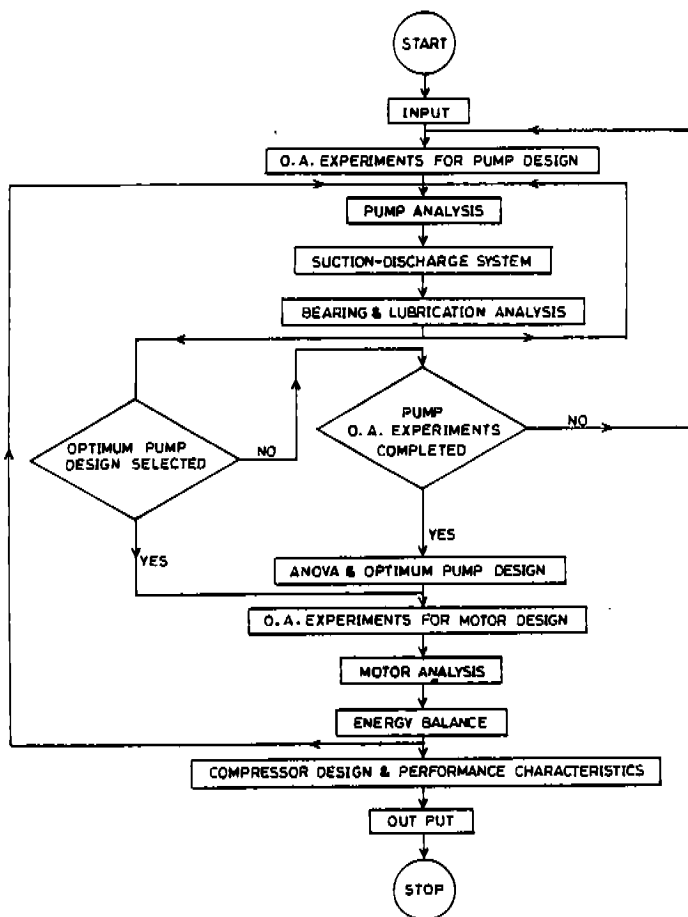 START
INPUT
O.A. EXPERIMENTS FOR PUMP DESIGN
PUMP ANALYSIS
SUCTION-DISCHARGE SYSTEM
BEARING & LUBRICATION ANALYSIS
OPTIMUM PUMP
DESIGN SELECTED
NO
PUMP
O.A. EXPERIMENTS
COMPLETED
NO
YES
YES
ANOVA & OPTIMUM PUMP DESIGN
O.A. EXPERIMENTS FOR MOTOR DESIGN
MOTOR ANALYSIS
ENERGY BALANCE
COMPRESSOR DESIGN & PERFORMANCE CHARACTERISTICS
OUT PUT
STOP